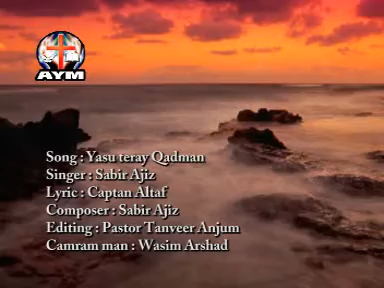 AYM
Song : Yasu teray Qadman
Singer : Sabir Ajiz
Lyric : Captan Altaf
Composer : Sabir Ajiz
Editing : Pastor Tanveer Anjum
Camram man : Wasim Arshad